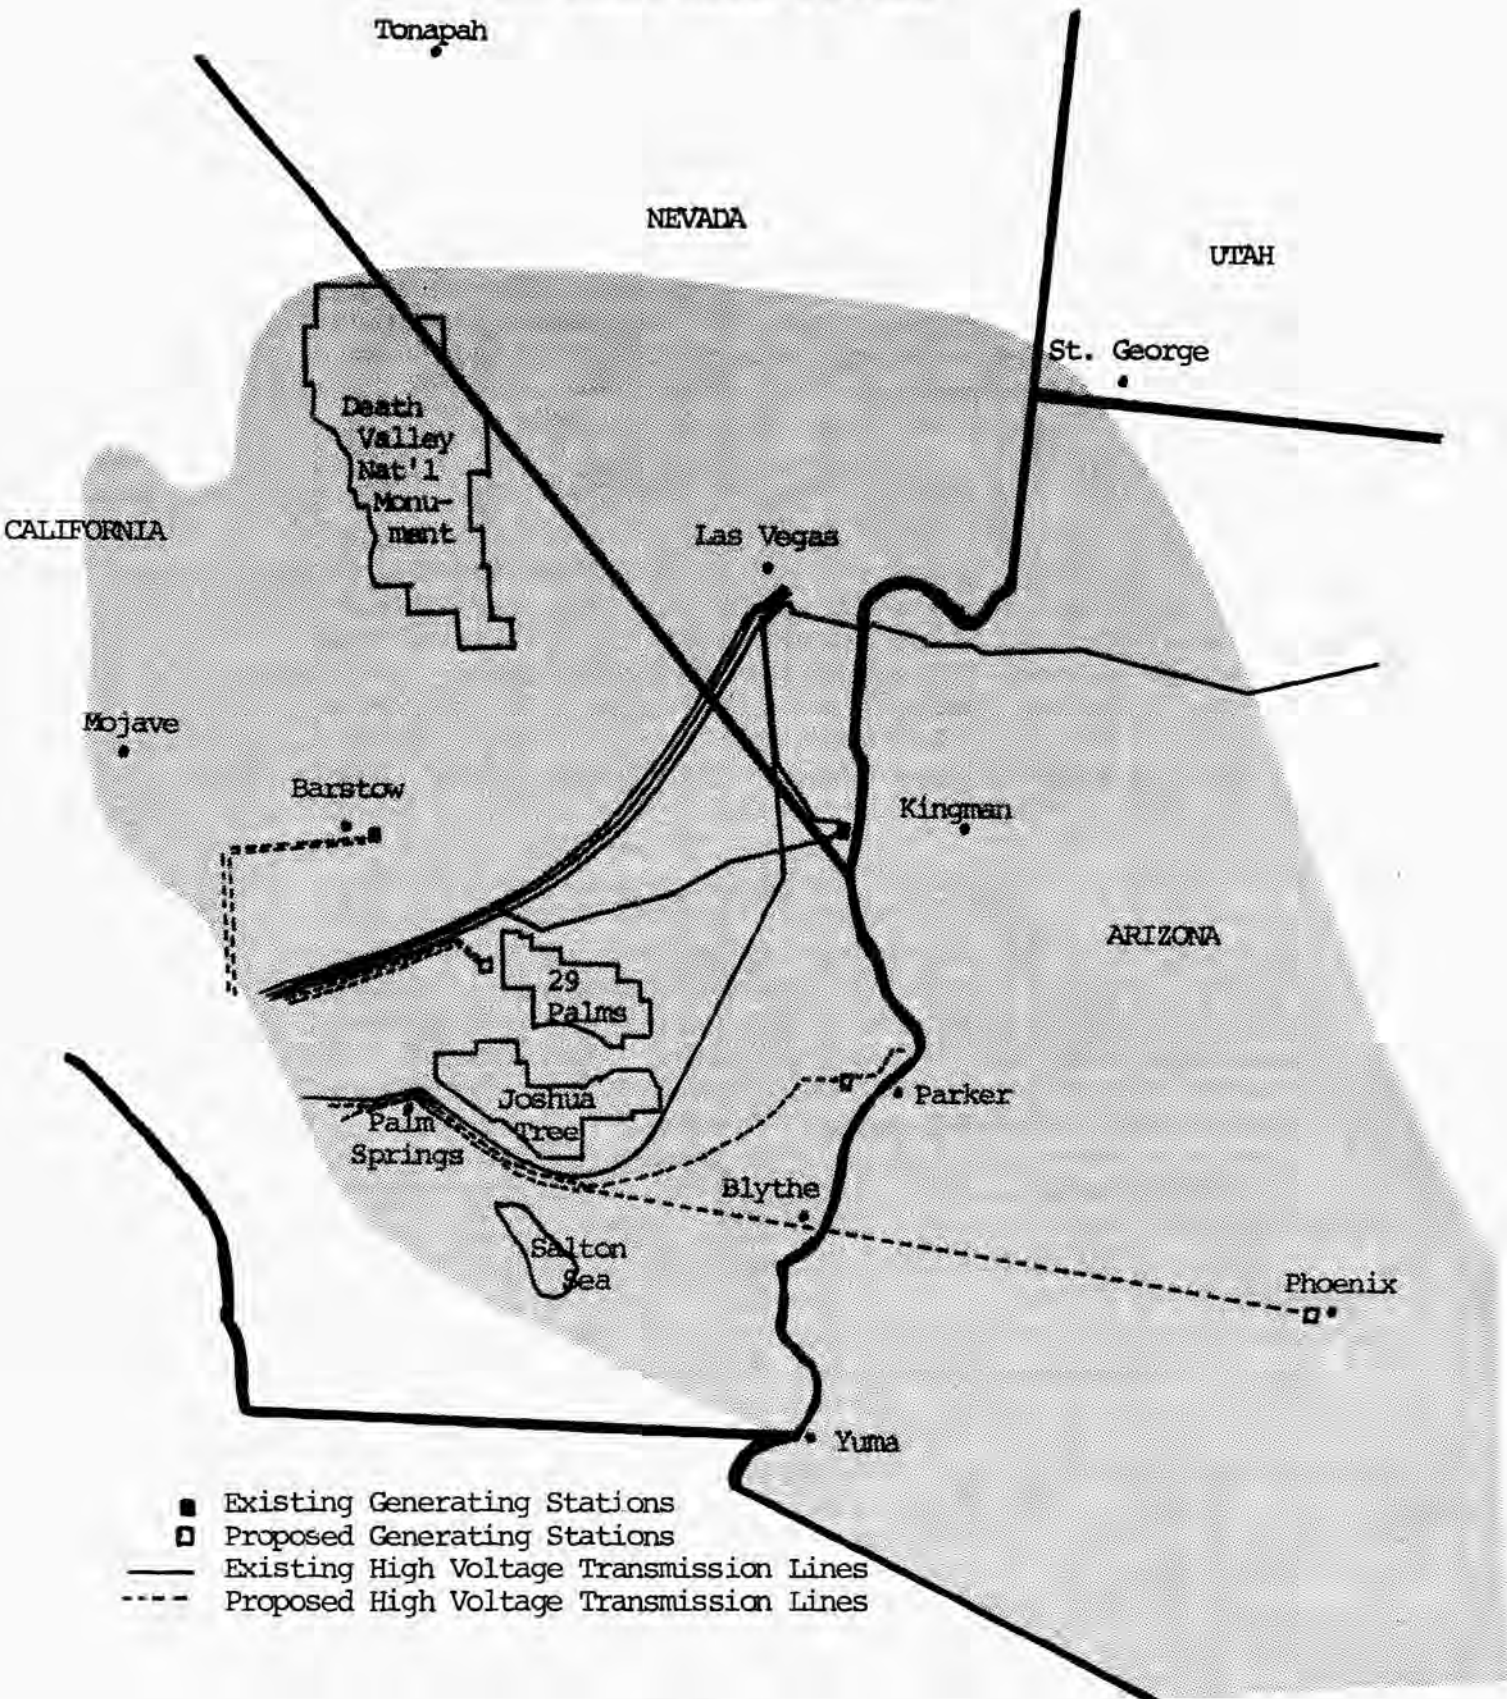 Tonapah
NEVADA
UTAH
St. George
Death
Valley
Nat'l
Monu-
ment
CALIFORNIA
Las Vegas
Mojave
Barstow
Kingman
ARIZONA
29
Palms
Joshua
Tree
Parker
Palm
Springs
Blythe
Salton
Sea
Phoenix
Yuma
Existing Generating Stations
Proposed Generating Stations
Existing High Voltage Transmission Lines
Proposed High Voltage Transmission Lines